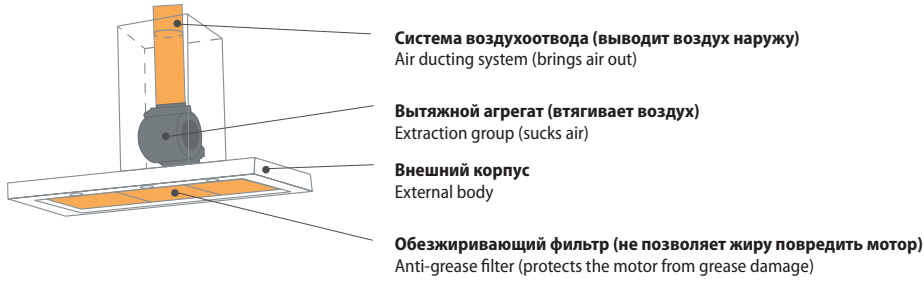 Система воздухоотвода (выводит воздух наружу)
Air ducting system (brings air out)
Вытяжной агрегат (втягивает воздух)
Extraction group (sucks air)
Внешний корпус
External body
Обезжиривающий фильтр (не позволяет жиру повредить мотор)
Anti-grease filter (protects the motor from grease damage)